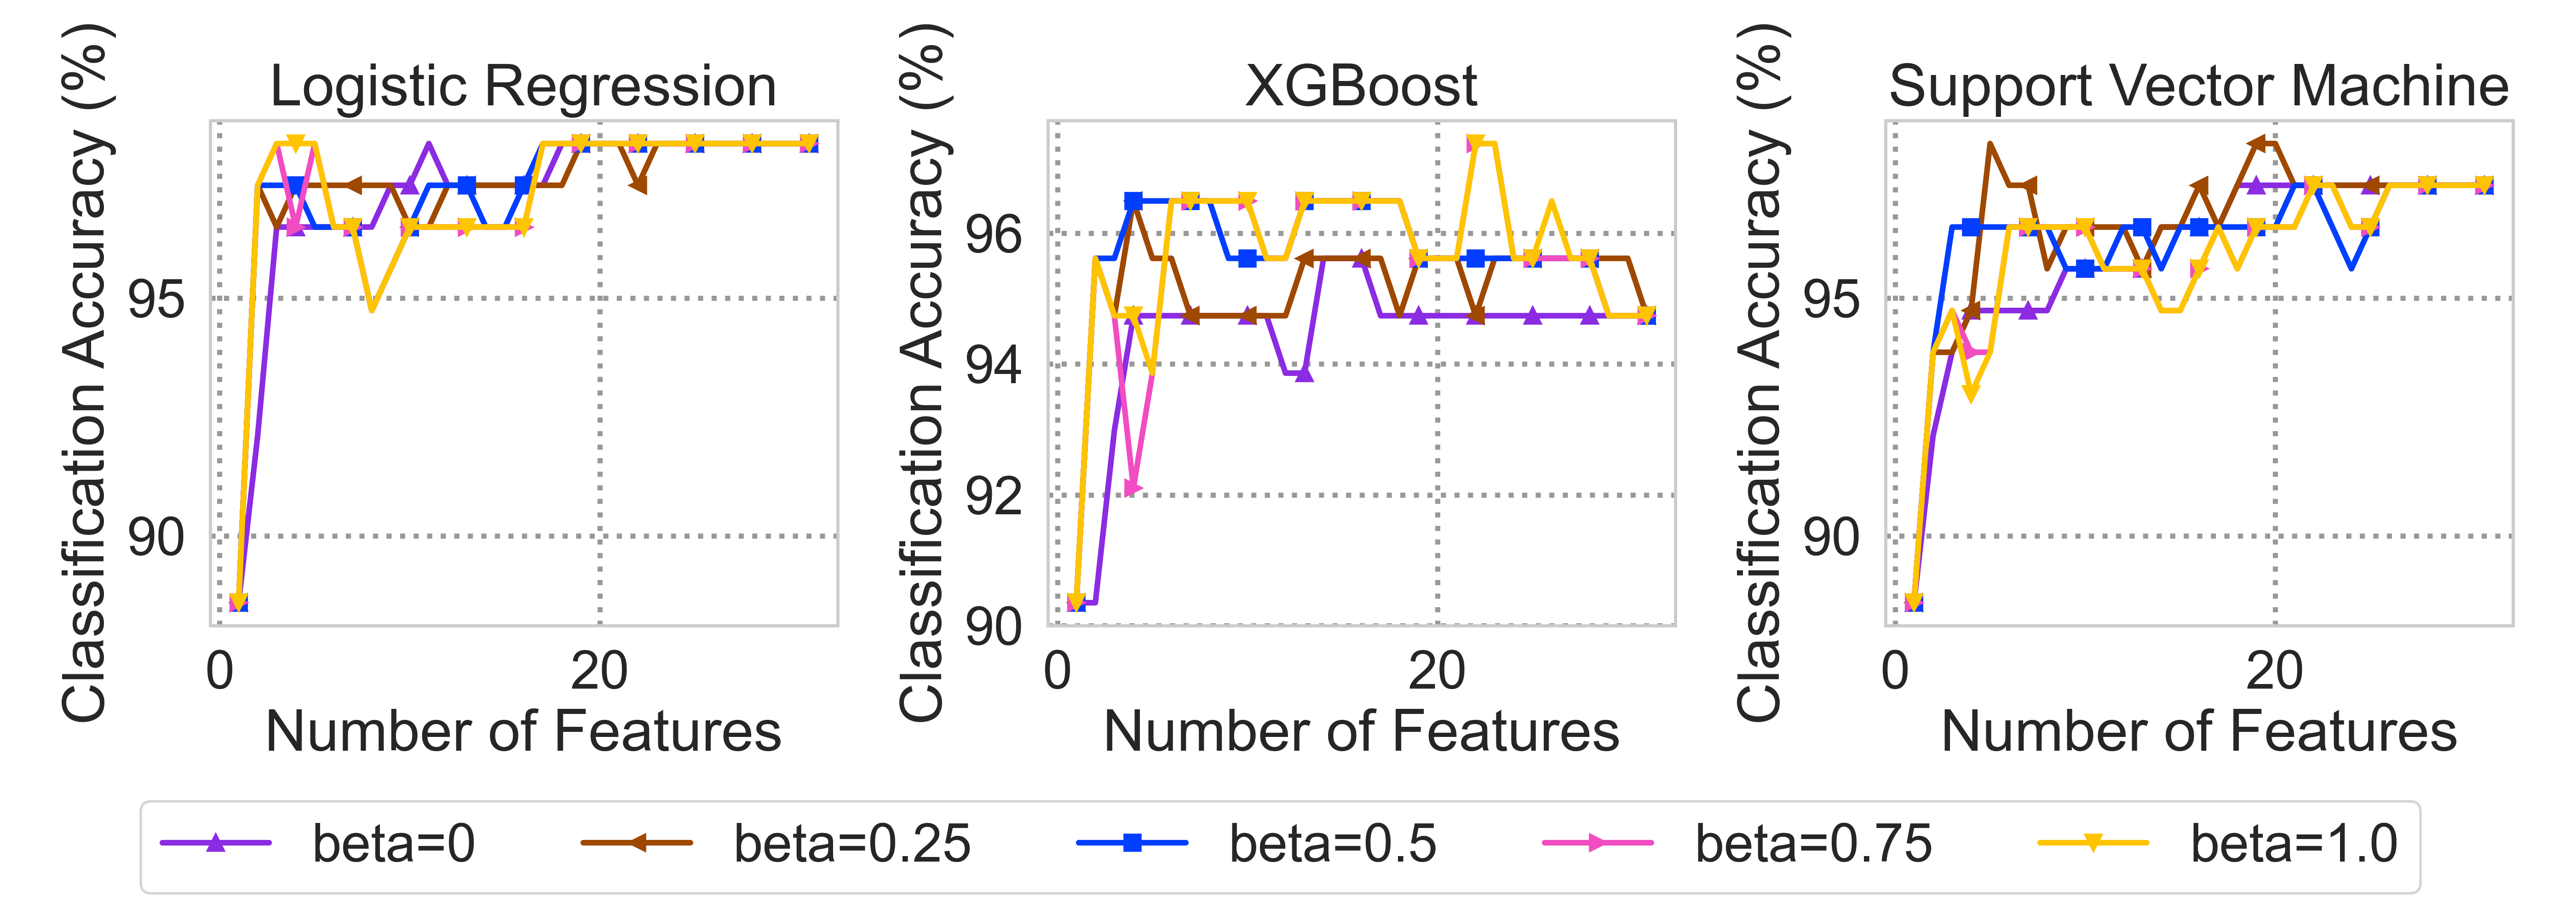 Logistic Regression
Classification Accuracy (%)
95
90
0 20
Number of Features
XGBoost
Classification Accuracy (%)
96
94
92
90
0 20
Number of Features
Support Vector Machine
Classification Accuracy (%)
95
90
0 20
Number of Features
beta=0 beta=0.25 beta=0.5 beta=0.75 beta=1.0